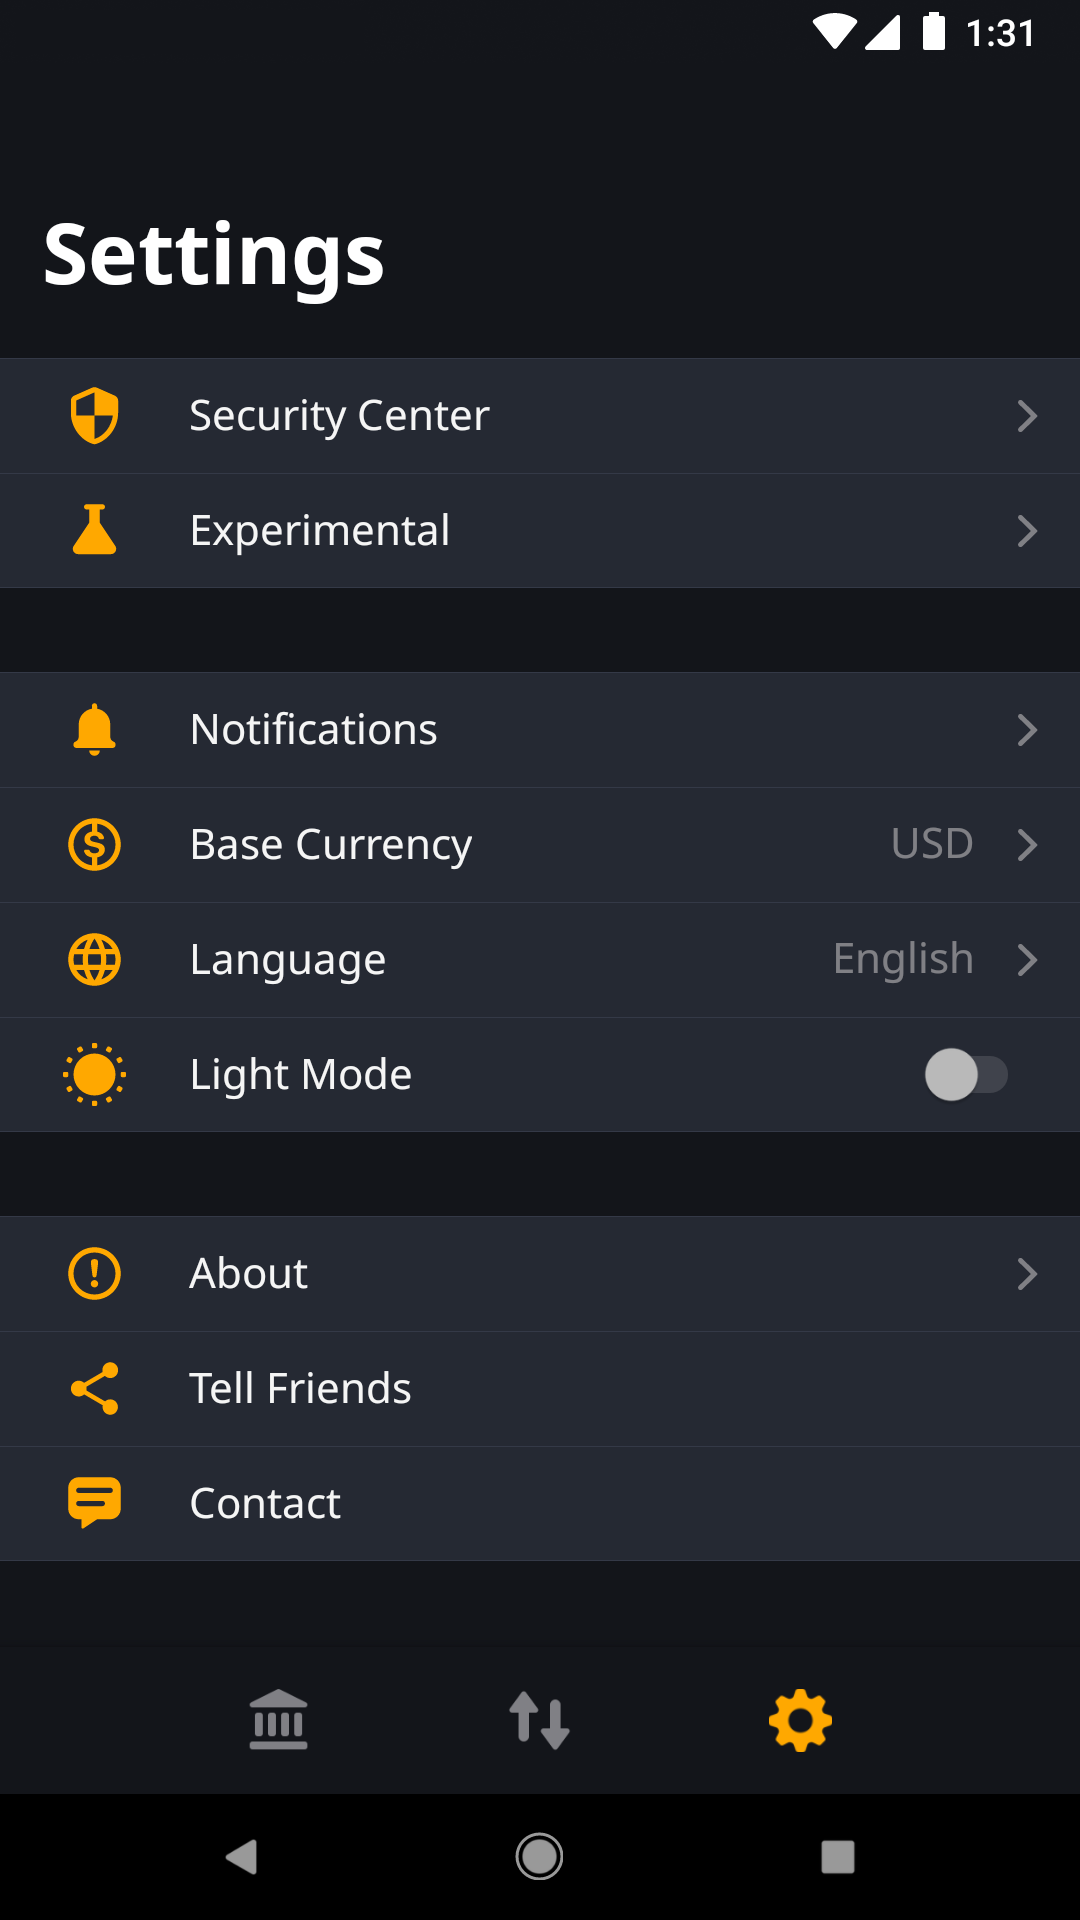 1:31
Settings
Security Center
Experimental
Notifications
Base Currency USD
Language English
Light Mode
About
Tell Friends
Contact